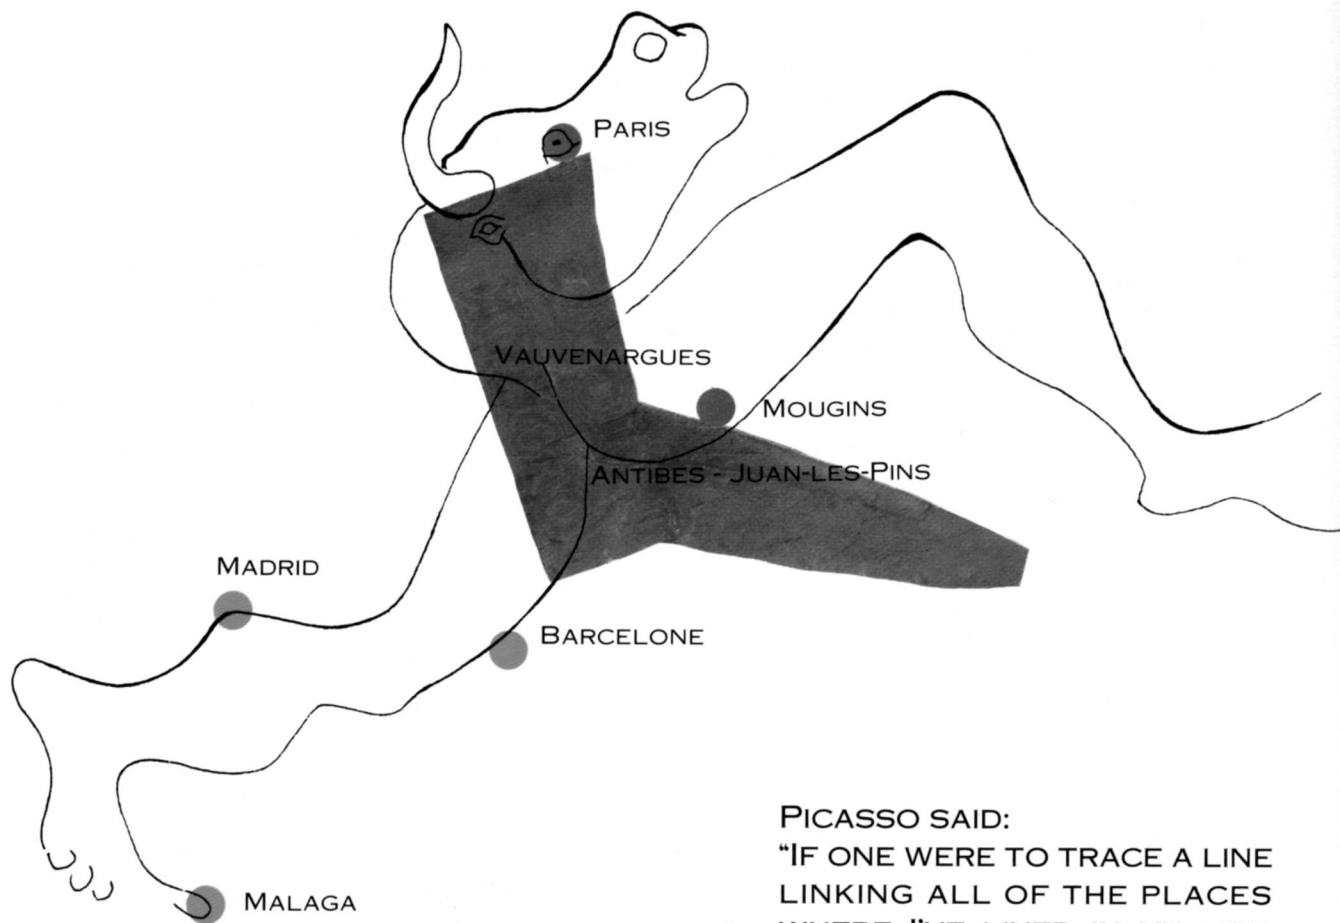 PARIS
VAUVENARGUES
MOUGINS
ANTIBES - JUAN-LES-PINS
MADRID
BARCELONE
PICASSO SAID:
“IF ONE WERE TO TRACE A LINE
LINKING ALL OF THE PLACES
MALAGA